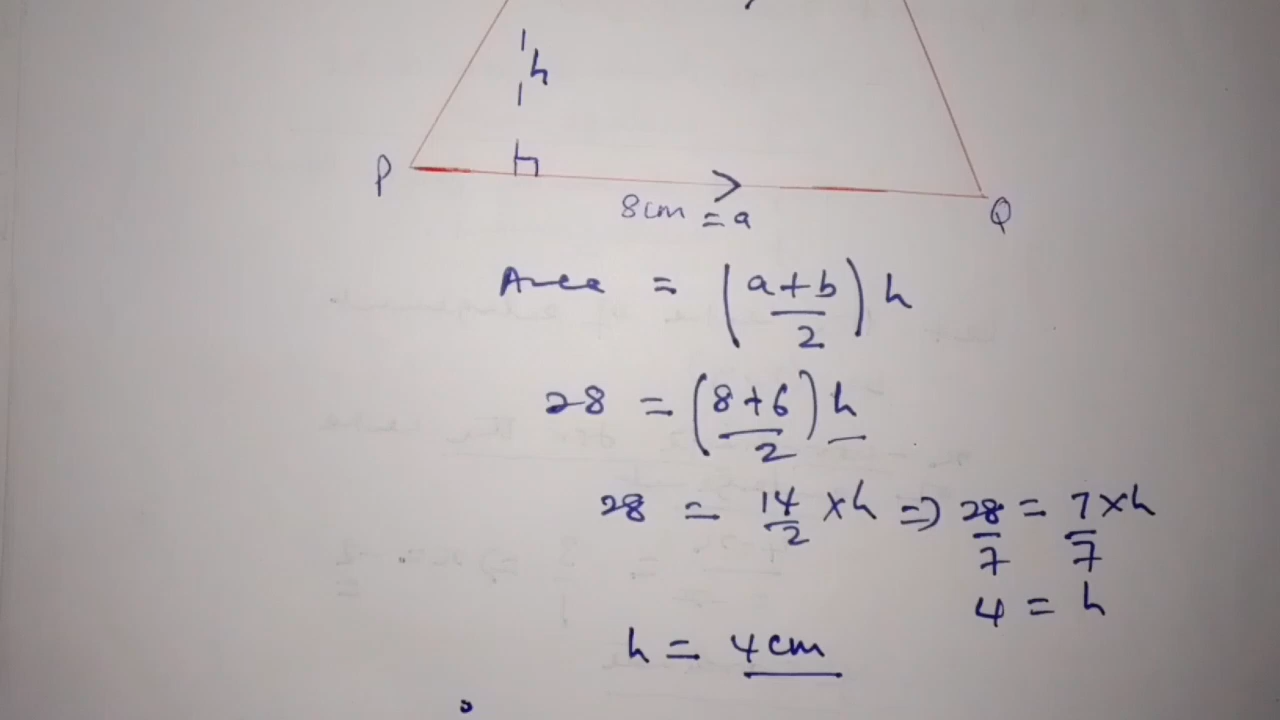 h
P
8cm = a
Q
Area = (a+b/2) h
28 = (8+6/2) h
28 = 14/2 × h ⇒ 28/7 = 7×h/7
4 = h
h = 4cm